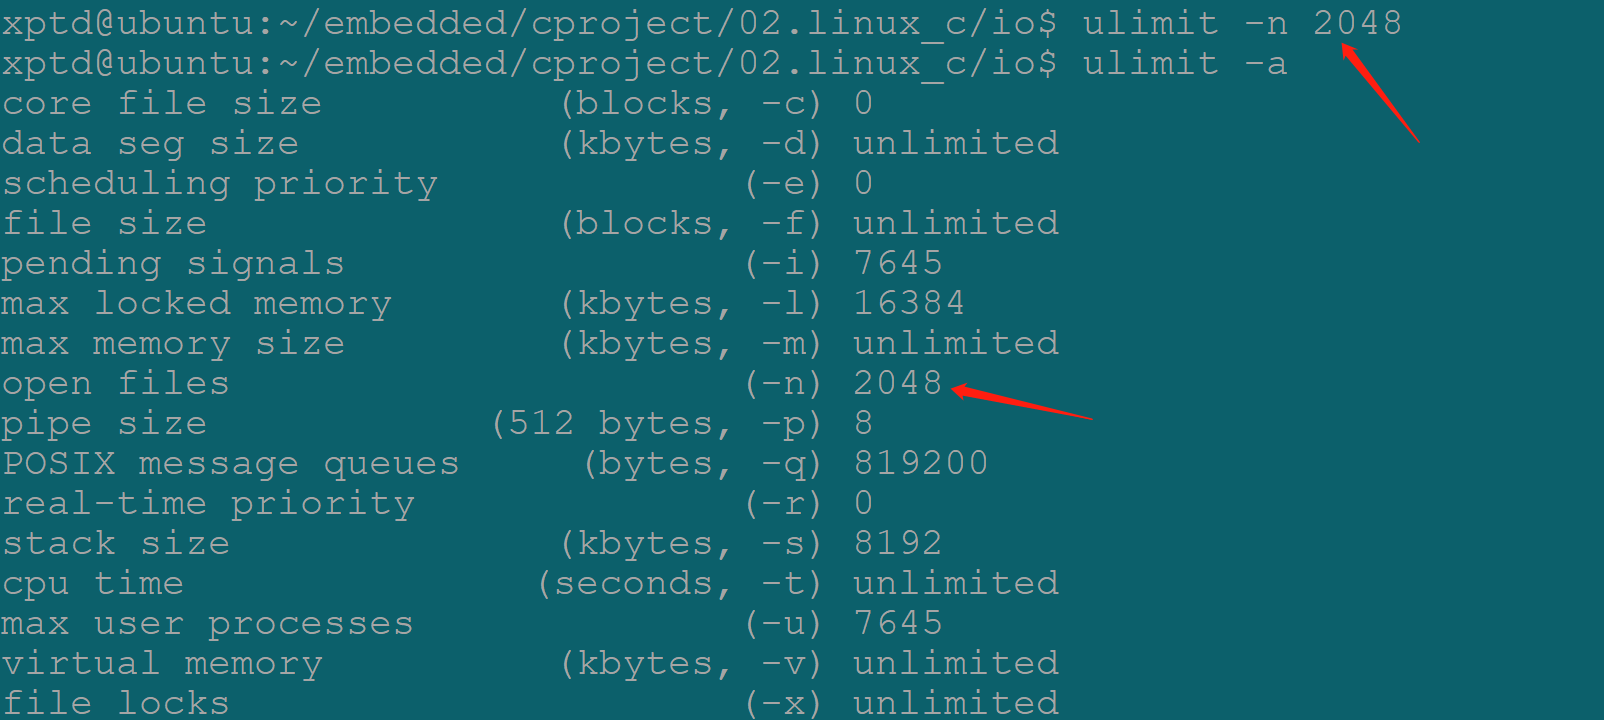 xptd@ubuntu:~/embedded/cproject/02.linux_c/io$ ulimit -n 2048
xptd@ubuntu:~/embedded/cproject/02.linux_c/io$ ulimit -a
core file size          (blocks, -c) 0
data seg size           (kbytes, -d) unlimited
scheduling priority             (-e) 0
file size               (blocks, -f) unlimited
pending signals                 (-i) 7645
max locked memory       (kbytes, -l) 16384
max memory size         (kbytes, -m) unlimited
open files                      (-n) 2048
pipe size            (512 bytes, -p) 8
POSIX message queues     (bytes, -q) 819200
real-time priority              (-r) 0
stack size              (kbytes, -s) 8192
cpu time               (seconds, -t) unlimited
max user processes              (-u) 7645
virtual memory          (kbytes, -v) unlimited
file locks                      (-x) unlimited